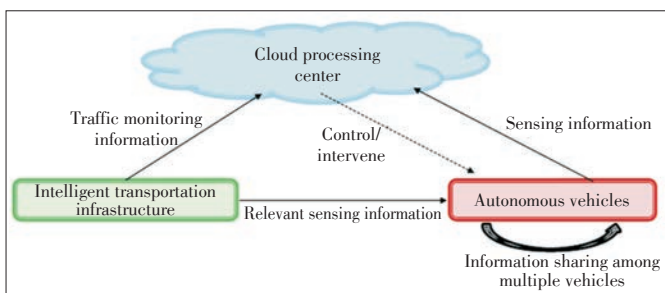 Cloud processing
center
Traffic monitoring
information
Control/
intervene
Sensing information
Intelligent transportation
infrastructure
Relevant sensing information
Autonomous vehicles
Information sharing among
multiple vehicles